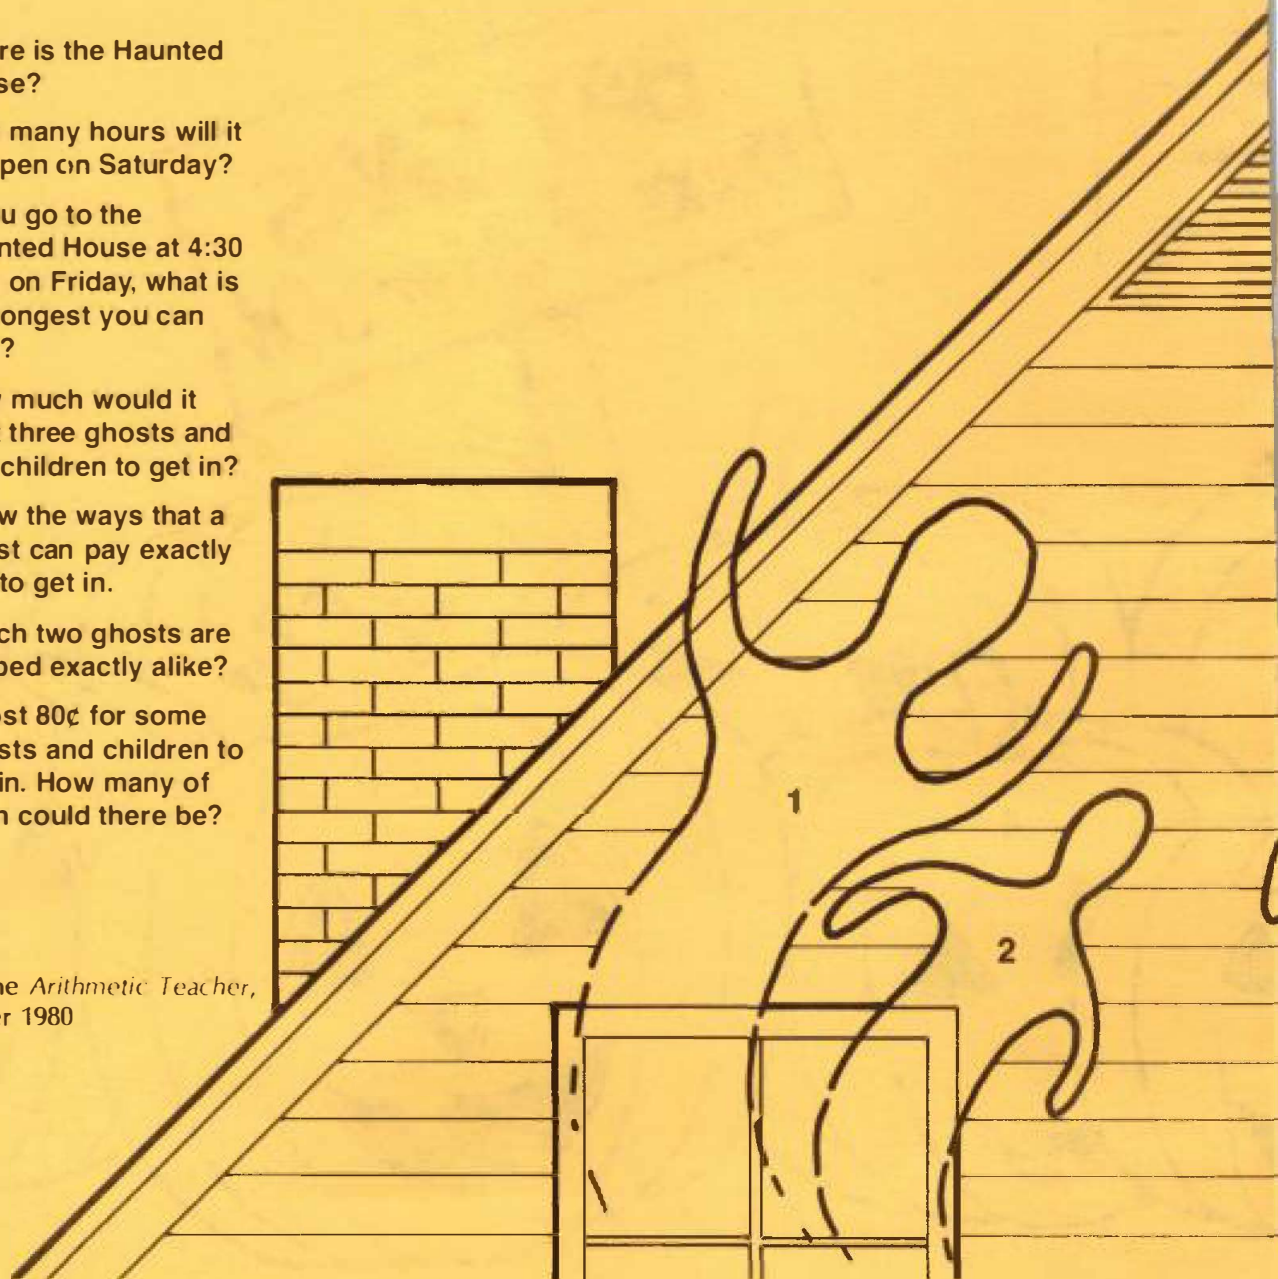 re is the Haunted
se?
many hours will it
pen on Saturday?
u go to the
nted House at 4:30
on Friday, what is
ongest you can
?
much would it
three ghosts and
children to get in?
w the ways that a
st can pay exactly
to get in.
ch two ghosts are
ped exactly alike?
ost 80¢ for some
sts and children to
in. How many of
n could there be?
ne Arithmetic Teacher,
er 1980
1
2